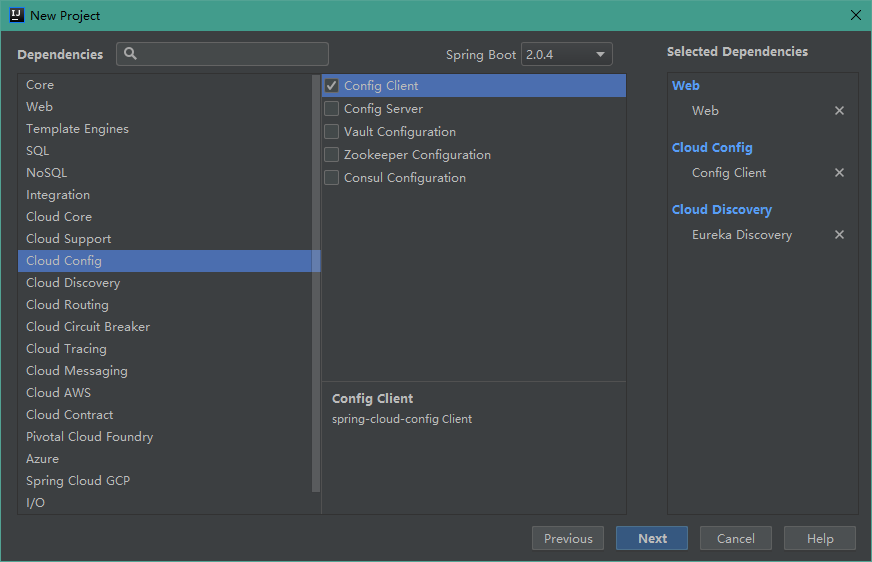 New Project
Dependencies
Spring Boot 2.0.4
Selected Dependencies
Core
Web
Template Engines
SQL
NoSQL
Integration
Cloud Core
Cloud Support
Cloud Config
Cloud Discovery
Cloud Routing
Cloud Circuit Breaker
Cloud Tracing
Cloud Messaging
Cloud AWS
Cloud Contract
Pivotal Cloud Foundry
Azure
Spring Cloud GCP
I/O
Config Client
Config Server
Vault Configuration
Zookeeper Configuration
Consul Configuration
Config Client
spring-cloud-config Client
Web
Web
Cloud Config
Config Client
Cloud Discovery
Eureka Discovery
Previous
Next
Cancel
Help